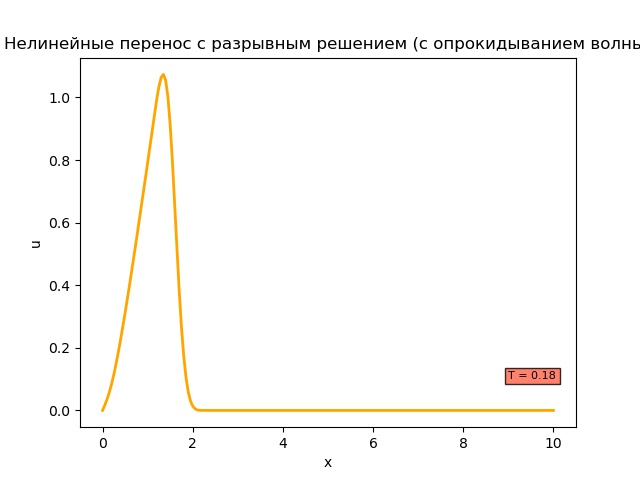 Нелинейные перенос с разрывным решением (с опрокидыванием волны
1.0
0.8
u
0.6
0.4
0.2
T = 0.18
0.0
0 2 4 6 8 10
x